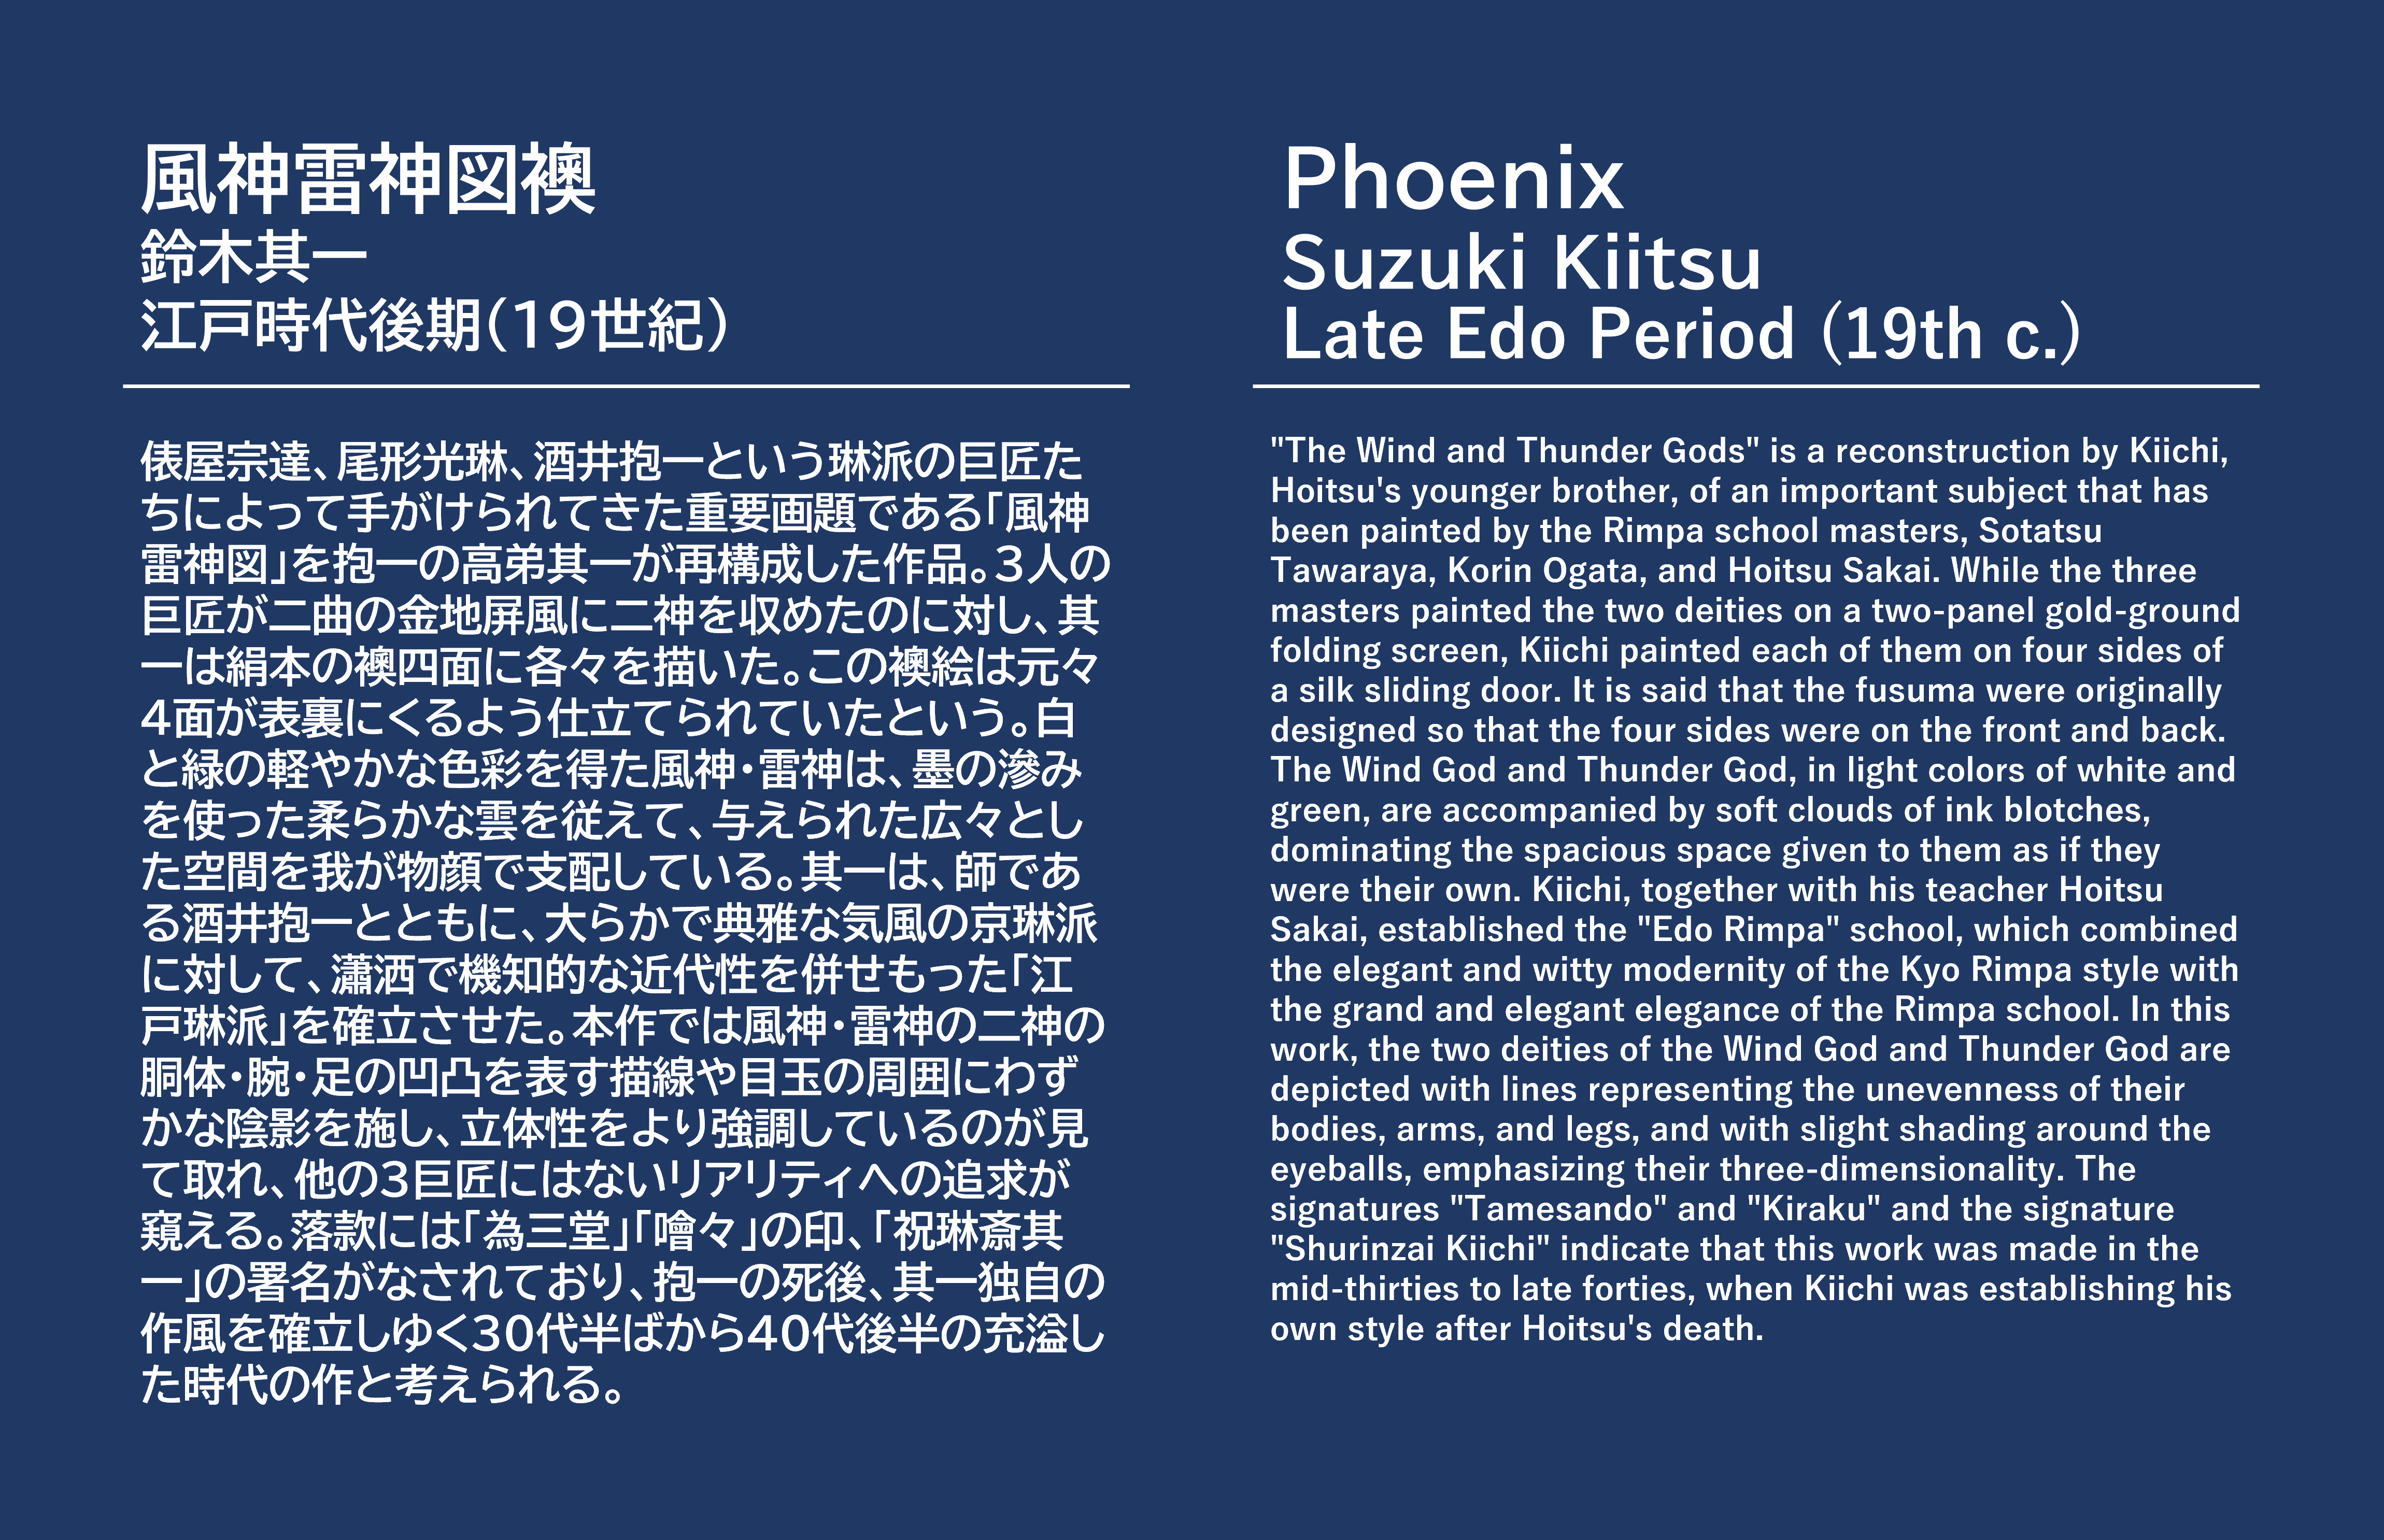 風神雷神図襖
鈴木其一
江戸時代後期(19世紀)
俵屋宗達、尾形光琳、酒井抱一という琳派の巨匠た
ちによって手がけられてきた重要画題である「風神
雷神図」を抱一の高弟其一が再構成した作品。3人の
巨匠が二曲の金地屏風に二神を収めたのに対し、其
一は絹本の襖四面に各々を描いた。この襖絵は元々
4面が表裏にくるよう仕立てられていたという。白
と緑の軽やかな色彩を得た風神・雷神は、墨の滲み
を使った柔らかな雲を従えて、与えられた広々とし
た空間を我が物顔で支配している。其一は、師であ
る酒井抱一とともに、大らかで典雅な気風の京琳派
に対して、瀟洒で機知的な近代性を併せもった「江
戸琳派」を確立させた。本作では風神・雷神の二神の
胴体・腕・足の凹凸を表す描線や目玉の周囲にわず
かな陰影を施し、立体性をより強調しているのが見
て取れ、他の3巨匠にはないリアリティへの追求が
窺える。落款には「為三堂」「噲々」の印、「祝琳斎其
一」の署名がなされており、抱一の死後、其一独自の
作風を確立しゆく30代半ばから40代後半の充溢し
た時代の作と考えられる。
Phoenix
Suzuki Kiitsu
Late Edo Period (19th c.)
"The Wind and Thunder Gods" is a reconstruction by Kiichi,
Hoitsu's younger brother, of an important subject that has
been painted by the Rimpa school masters, Sotatsu
Tawaraya, Korin Ogata, and Hoitsu Sakai. While the three
masters painted the two deities on a two-panel gold-ground
folding screen, Kiichi painted each of them on four sides of
a silk sliding door. It is said that the fusuma were originally
designed so that the four sides were on the front and back.
The Wind God and Thunder God, in light colors of white and
green, are accompanied by soft clouds of ink blotches,
dominating the spacious space given to them as if they
were their own. Kiichi, together with his teacher Hoitsu
Sakai, established the "Edo Rimpa" school, which combined
the elegant and witty modernity of the Kyo Rimpa style with
the grand and elegant elegance of the Rimpa school. In this
work, the two deities of the Wind God and Thunder God are
depicted with lines representing the unevenness of their
bodies, arms, and legs, and with slight shading around the
eyeballs, emphasizing their three-dimensionality. The
signatures "Tamesando" and "Kiraku" and the signature
"Shurinzai Kiichi" indicate that this work was made in the
mid-thirties to late forties, when Kiichi was establishing his
own style after Hoitsu's death.